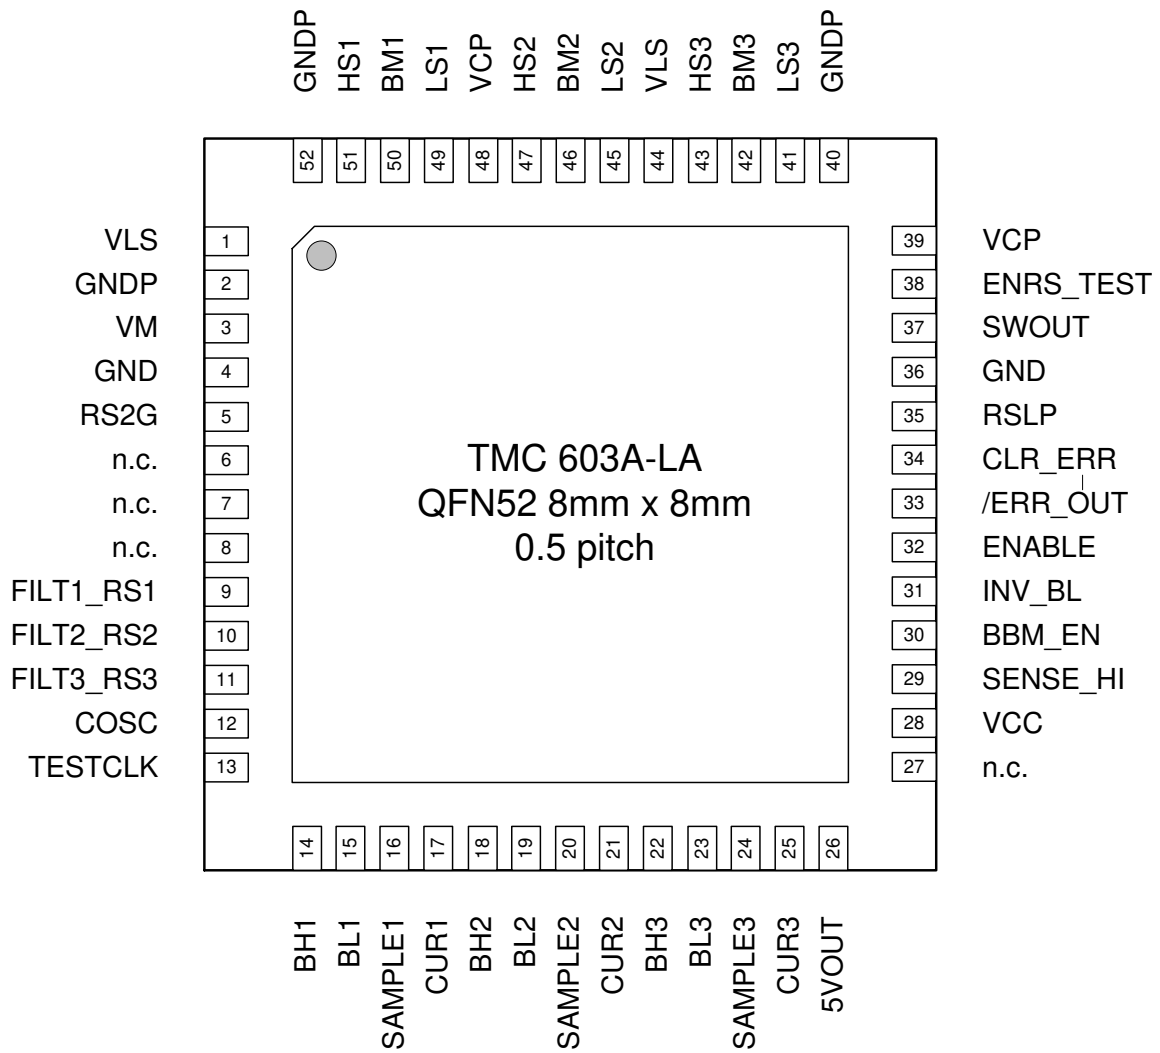 GNDP
HS1
BM1
LS1
VCP
HS2
BM2
LS2
VLS
HS3
BM3
LS3
GNDP
52
51
50
49
48
47
46
45
44
43
42
41
40
VLS 1
GNDP 2
VM 3
GND 4
RS2G 5
n.c. 6
n.c. 7
n.c. 8
FILT1_RS1 9
FILT2_RS2 10
FILT3_RS3 11
COSC 12
TESTCLK 13
TMC 603A-LA
QFN52 8mm x 8mm
0.5 pitch
39 VCP
38 ENRS_TEST
37 SWOUT
36 GND
35 RSLP
34 CLR_ERR
33 /ERR_OUT
32 ENABLE
31 INV_BL
30 BBM_EN
29 SENSE_HI
28 VCC
27 n.c.
14
15
16
17
18
19
20
21
22
23
24
25
26
BH1
BL1
SAMPLE1
CUR1
BH2
BL2
SAMPLE2
CUR2
BH3
BL3
SAMPLE3
CUR3
5VOUT